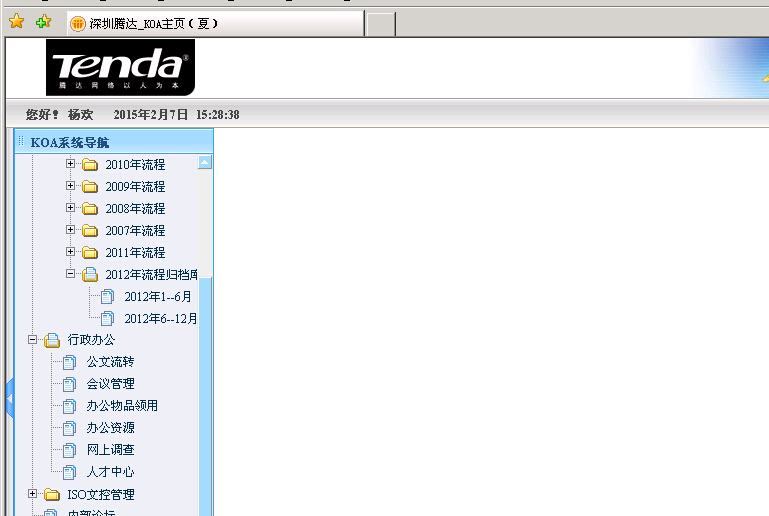 深圳腾达_KOA主页（夏）
Tenda®
腾达网络以人为本
您好！ 杨欢 2015年2月7日 15:28:38
KOA系统导航
2010年流程
2009年流程
2008年流程
2007年流程
2011年流程
2012年流程归档库
2012年1--6月
2012年6--12月
行政办公
公文流转
会议管理
办公物品领用
办公资源
网上调查
人才中心
ISO文控管理
内部论坛